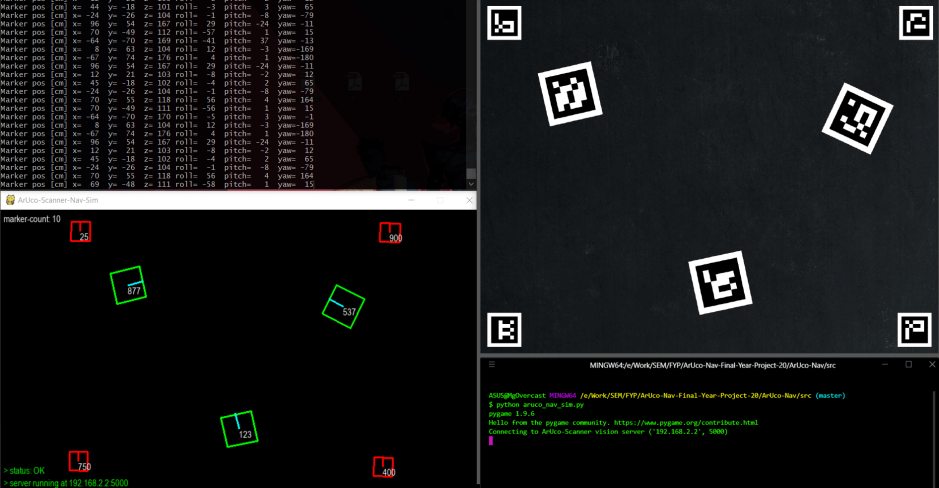 Marker pos [cm] x= 44 y= -18 z= 101 roll= -3 pitch= 3 yaw= 65
Marker pos [cm] x= -24 y= -26 z= 104 roll= -1 pitch= -8 yaw= -79
Marker pos [cm] x= 96 y= 54 z= 167 roll= 29 pitch= -24 yaw= -11
Marker pos [cm] x= 70 y= -49 z= 112 roll= -57 pitch= 1 yaw= 15
Marker pos [cm] x= -64 y= -70 z= 169 roll= -41 pitch= 37 yaw= -13
Marker pos [cm] x= 8 y= 63 z= 104 roll= 12 pitch= -3 yaw=-169
Marker pos [cm] x= -67 y= 74 z= 176 roll= 4 pitch= 1 yaw=-180
Marker pos [cm] x= 96 y= 54 z= 167 roll= 29 pitch= -24 yaw= -11
Marker pos [cm] x= 12 y= 21 z= 103 roll= -8 pitch= -2 yaw= 12
Marker pos [cm] x= 45 y= -18 z= 102 roll= -4 pitch= 2 yaw= 65
Marker pos [cm] x= -24 y= -26 z= 104 roll= -1 pitch= -8 yaw= -79
Marker pos [cm] x= 70 y= 55 z= 118 roll= 56 pitch= 4 yaw= 164
Marker pos [cm] x= 70 y= -49 z= 111 roll= -56 pitch= 1 yaw= 15
Marker pos [cm] x= -64 y= -70 z= 170 roll= -5 pitch= 3 yaw= -1
Marker pos [cm] x= 8 y= 63 z= 104 roll= 12 pitch= -3 yaw=-169
Marker pos [cm] x= -67 y= 74 z= 176 roll= 4 pitch= 1 yaw=-180
Marker pos [cm] x= 96 y= 54 z= 167 roll= 29 pitch= -24 yaw= -11
Marker pos [cm] x= 12 y= 21 z= 103 roll= -8 pitch= -2 yaw= 12
Marker pos [cm] x= 45 y= -18 z= 102 roll= -4 pitch= 2 yaw= 65
Marker pos [cm] x= -24 y= -26 z= 104 roll= -1 pitch= -8 yaw= -79
Marker pos [cm] x= 70 y= 55 z= 118 roll= 56 pitch= 4 yaw= 164
Marker pos [cm] x= 69 y= -48 z= 111 roll= -58 pitch= 1 yaw= 15
ArUco-Scanner-Nav-Sim
marker-count: 10
25
900
877
537
123
750
400
> status: OK
> server running at 192.168.2.2:5000
MINGW64:/e/Work/SEM/FYP/ArUco-Nav-Final-Year-Project-20/ArUco-Nav/src
ASUS@MgOvercast MINGW64 /e/Work/SEM/FYP/ArUco-Nav-Final-Year-Project-20/ArUco-Nav/src (master)
$ python aruco_nav_sim.py
pygame 1.9.6
Hello from the pygame community. https://www.pygame.org/contribute.html
Connecting to ArUco-Scanner vision server ('192.168.2.2', 5000)